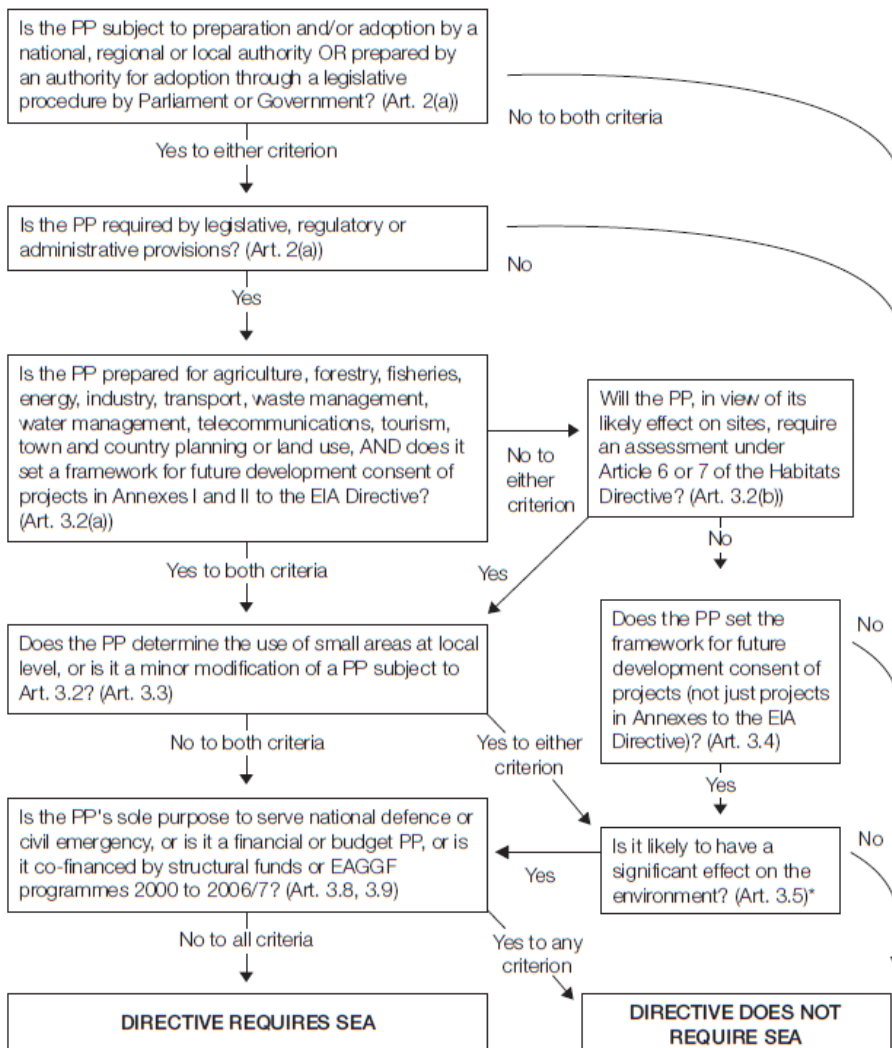 Is the PP subject to preparation and/or adoption by a
national, regional or local authority OR prepared by
an authority for adoption through a legislative
procedure by Parliament or Government? (Art. 2(a))
No to both criteria
Yes to either criterion
Is the PP required by legislative, regulatory or
administrative provisions? (Art. 2(a))
No
Yes
Is the PP prepared for agriculture, forestry, fisheries,
energy, industry, transport, waste management,
water management, telecommunications, tourism,
town and country planning or land use, AND does it
set a framework for future development consent of
projects in Annexes I and II to the EIA Directive?
(Art. 3.2(a))
No to
either
criterion
Will the PP, in view of its
likely effect on sites, require
an assessment under
Article 6 or 7 of the Habitats
Directive? (Art. 3.2(b))
Yes to both criteria
Yes
No
Does the PP determine the use of small areas at local
level, or is it a minor modification of a PP subject to
Art. 3.2? (Art. 3.3)
Does the PP set the
framework for future
development consent of
projects (not just projects
in Annexes to the EIA
Directive)? (Art. 3.4)
No
No to both criteria
Yes to either
criterion
Yes
Is the PP's sole purpose to serve national defence or
civil emergency, or is it a financial or budget PP, or is
it co-financed by structural funds or EAGGF
programmes 2000 to 2006/7? (Art. 3.8, 3.9)
Yes
Is it likely to have a
significant effect on the
environment? (Art. 3.5)*
No
No to all criteria
Yes to any
criterion
DIRECTIVE REQUIRES SEA
DIRECTIVE DOES NOT
REQUIRE SEA